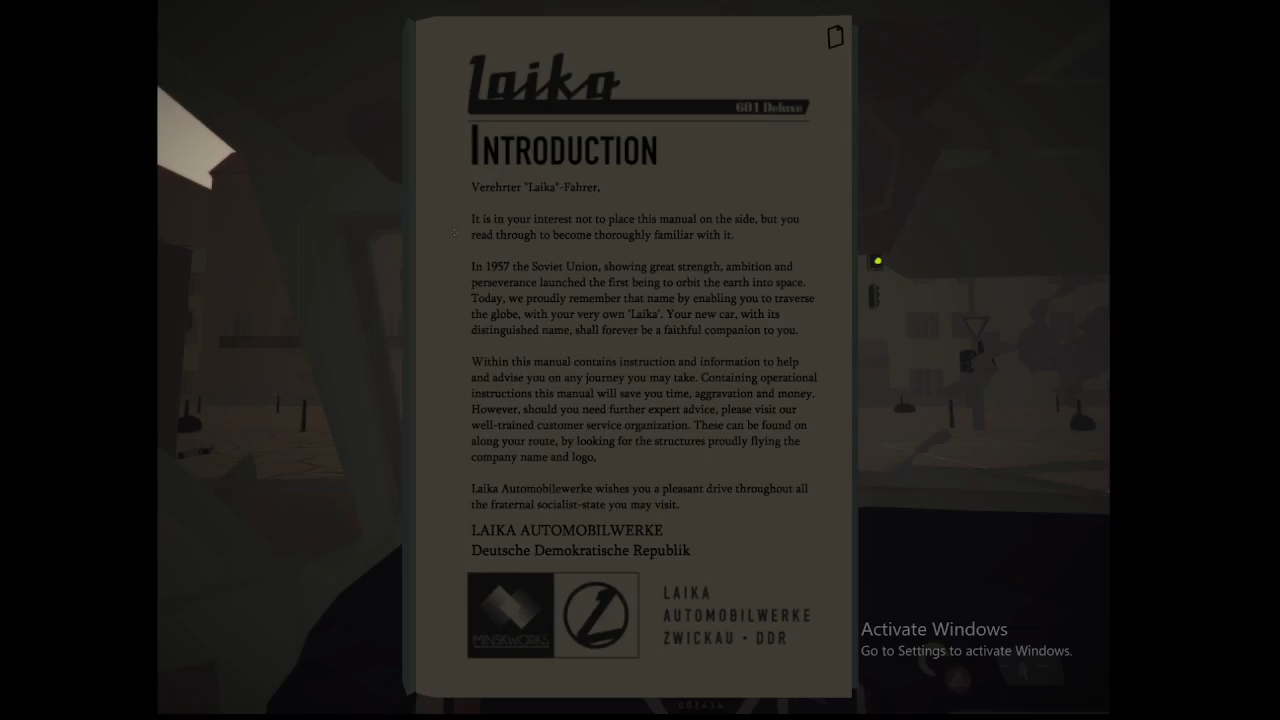 Laika
601 Deluxe
INTRODUCTION
Verehrter "Laika"-Fahrer,
It is in your interest not to place this manual on the side, but you
read through to become thoroughly familiar with it.
In 1957 the Soviet Union, showing great strength, ambition and
perseverance launched the first being to orbit the earth into space.
Today, we proudly remember that name by enabling you to traverse
the globe, with your very own 'Laika'. Your new car, with its
distinguished name, shall forever be a faithful companion to you.
Within this manual contains instruction and information to help
and advise you on any journey you may take. Containing operational
instructions this manual will save you time, aggravation and money.
However, should you need further expert advice, please visit our
well-trained customer service organization. These can be found on
along your route, by looking for the structures proudly flying the
company name and logo,
Laika Automobilewerke wishes you a pleasant drive throughout all
the fraternal socialist-state you may visit.
LAIKA AUTOMOBILWERKE
Deutsche Demokratische Republik
MINSKWORKS
LAIKA
AUTOMOBILWERKE
ZWICKAU • DDR
Activate Windows
Go to Settings to activate Windows.